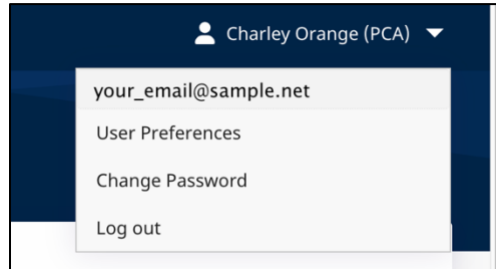 Charley Orange (PCA)
your_email@sample.net
User Preferences
Change Password
Log out